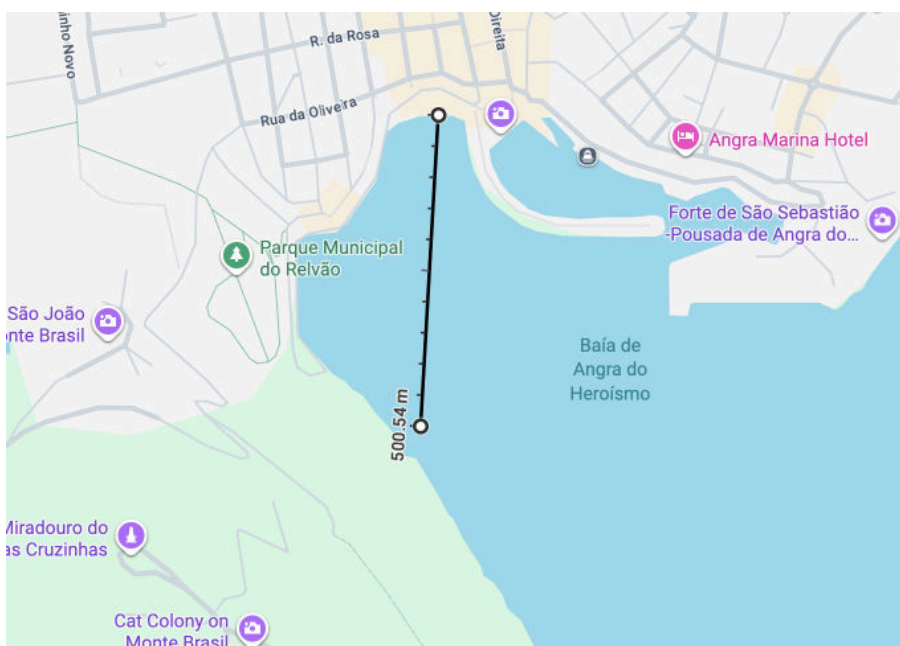 inho Novo
R. da Rosa
Direita
Rua da Oliveira
Angra Marina Hotel
Forte de São Sebastião
-Pousada de Angra do...
Parque Municipal
do Relvão
São João
onte Brasil
Baía de
Angra do
Heroísmo
500.54 m
Miradouro do
as Cruzinhas
Cat Colony on
Monte Brasil